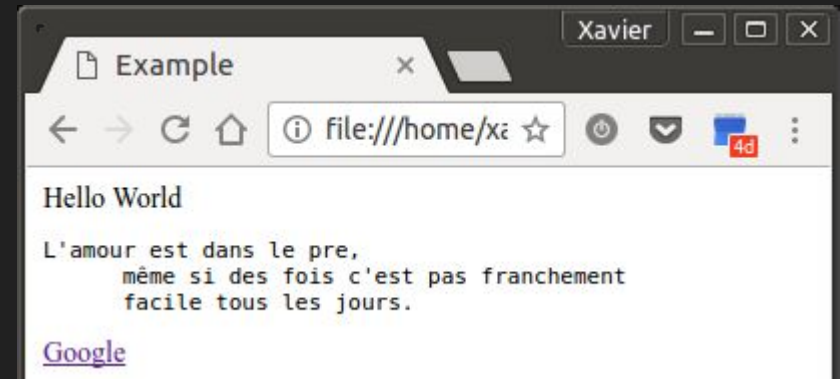 Xavier
Example
file:///home/xa
4d
Hello World
L'amour est dans le pre,
même si des fois c'est pas franchement
facile tous les jours.
Google